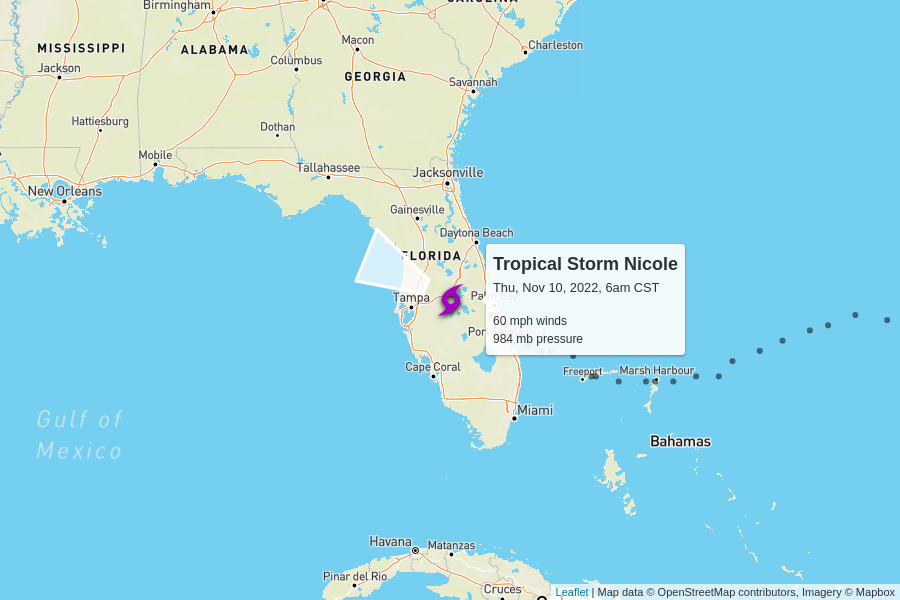 CAROLINA
Birmingham
MISSISSIPPI
ALABAMA
Macon
Charleston
Jackson
Columbus
GEORGIA
Savannah
Hattiesburg
Dothan
Mobile
Tallahassee
Jacksonville
New Orleans
Gainesville
Daytona Beach
FLORIDA
Tropical Storm Nicole
Thu, Nov 10, 2022, 6am CST
60 mph winds
984 mb pressure
Tampa
Palm Bay
Port
Cape Coral
Freeport
Marsh Harbour
Miami
Gulf of
Mexico
Bahamas
Havana
Matanzas
Pinar del Rio
Cruces
Leaflet | Map data © OpenStreetMap contributors, Imagery © Mapbox